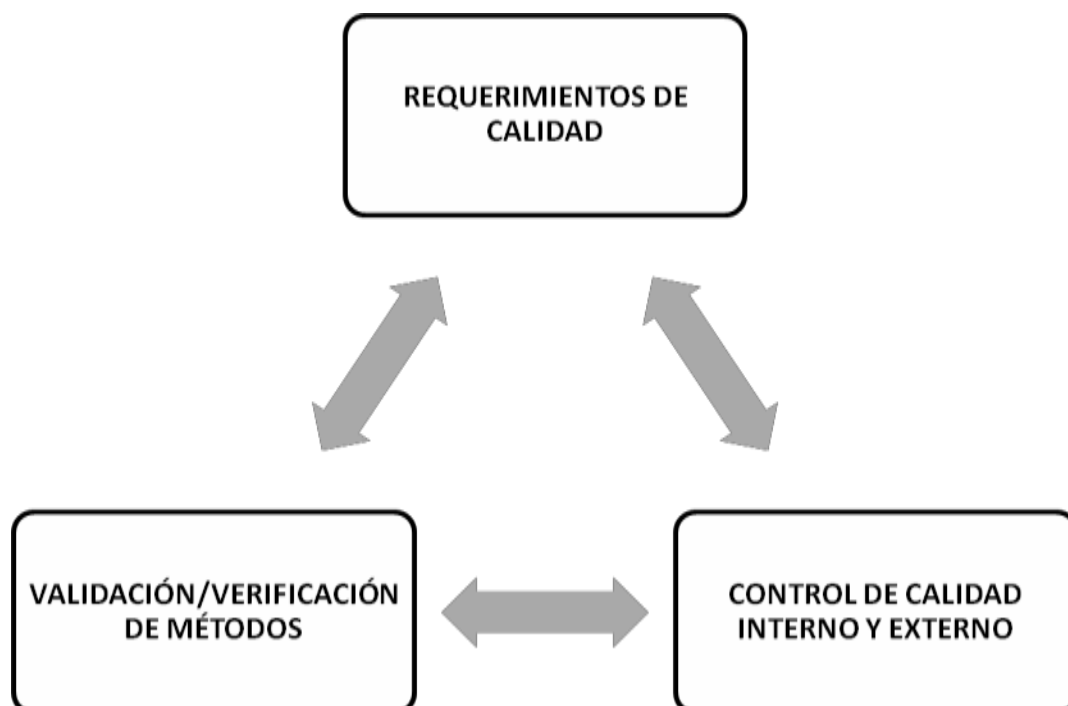 REQUERIMIENTOS DE
CALIDAD
VALIDACIÓN/VERIFICACIÓN
DE MÉTODOS
CONTROL DE CALIDAD
INTERNO Y EXTERNO